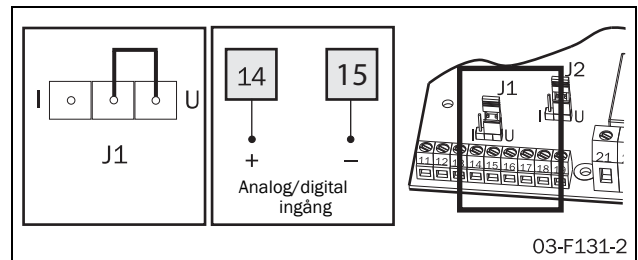 I U
J1
14 15
+ −
Analog/digital
ingång
J2
J1
I U
I U
11 12 13 14 15 16 17 18 19
21
03-F131-2